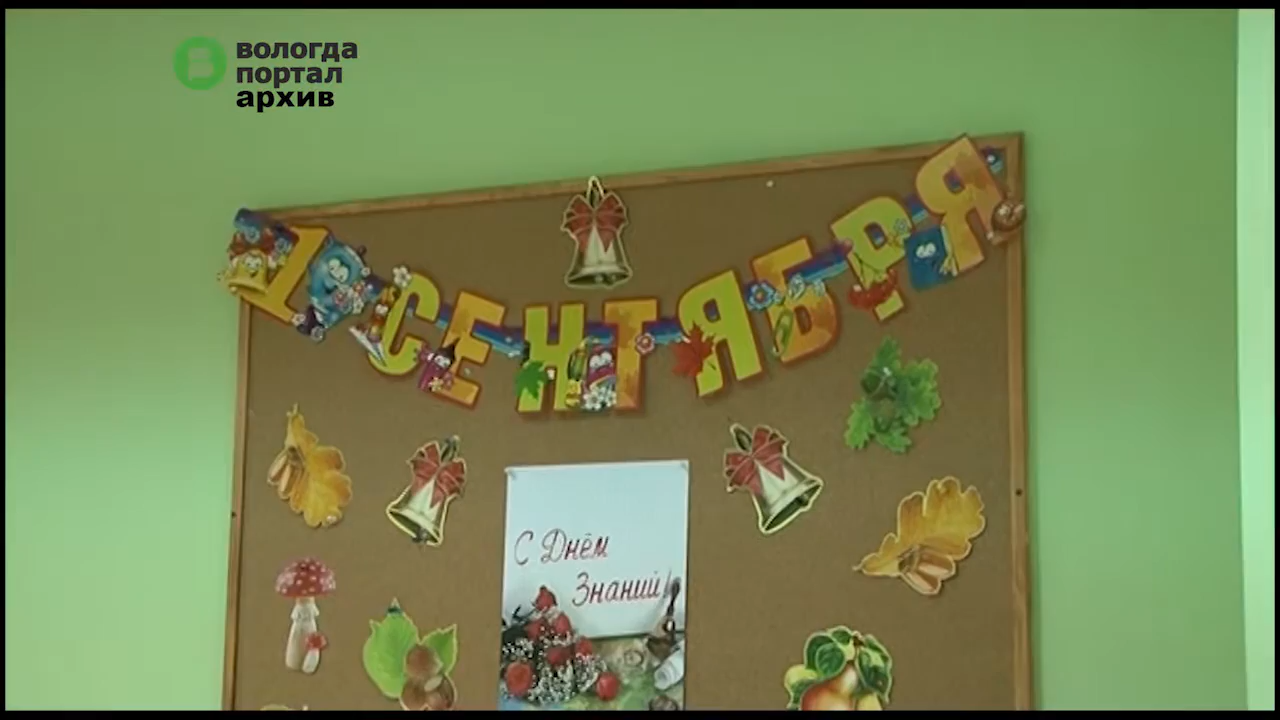 вологда
портал
архив
1 СЕНТЯБРЯ
С Днём
Знаний!